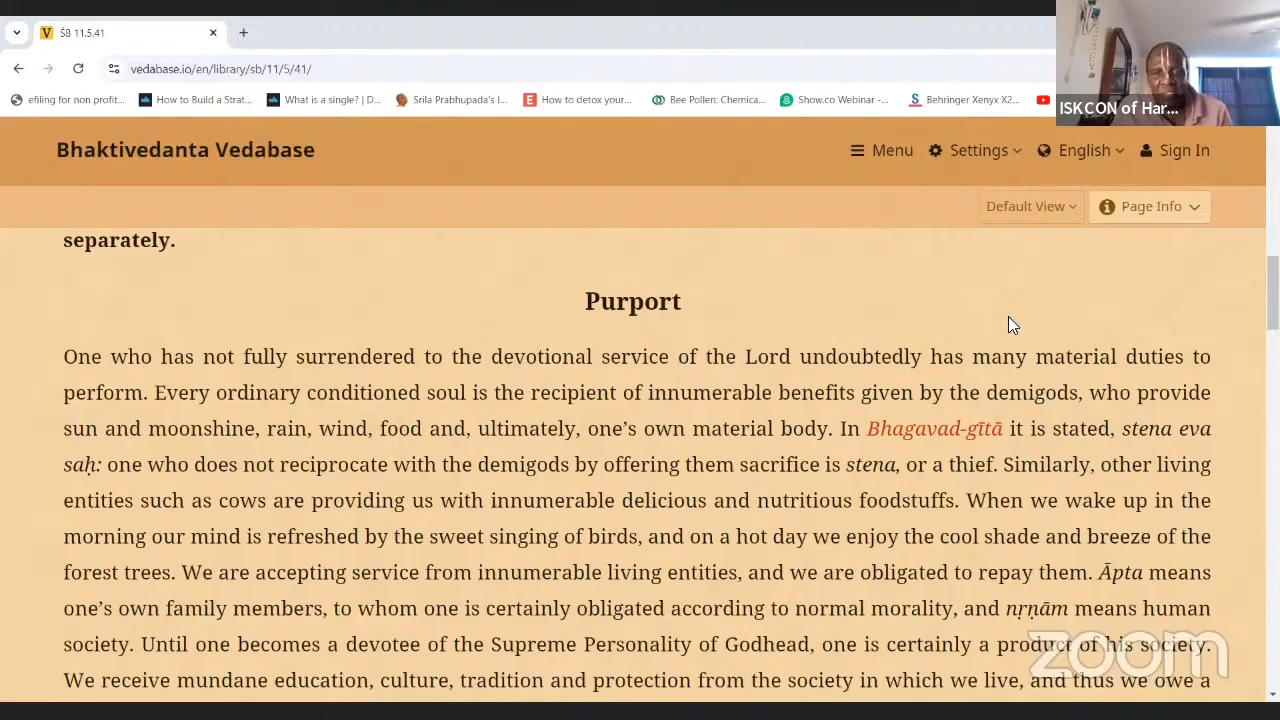 ŚB 11.5.41
vedabase.io/en/library/sb/11/5/41/
efiling for non profit...
How to Build a Strat...
What is a single? | D...
Srila Prabhupada's l...
How to detox your...
Bee Pollen: Chemica...
Show.co Webinar -...
Behringer Xenyx X2...
ISKCON of Har...
Bhaktivedanta Vedabase
Menu
Settings
English
Sign In
Default View
Page Info
separately.
Purport
One who has not fully surrendered to the devotional service of the Lord undoubtedly has many material duties to
perform. Every ordinary conditioned soul is the recipient of innumerable benefits given by the demigods, who provide
sun and moonshine, rain, wind, food and, ultimately, one’s own material body. In Bhagavad-gītā it is stated, stena eva
saḥ: one who does not reciprocate with the demigods by offering them sacrifice is stena, or a thief. Similarly, other living
entities such as cows are providing us with innumerable delicious and nutritious foodstuffs. When we wake up in the
morning our mind is refreshed by the sweet singing of birds, and on a hot day we enjoy the cool shade and breeze of the
forest trees. We are accepting service from innumerable living entities, and we are obligated to repay them. Āpta means
one’s own family members, to whom one is certainly obligated according to normal morality, and nṛṇām means human
society. Until one becomes a devotee of the Supreme Personality of Godhead, one is certainly a product of his society.
We receive mundane education, culture, tradition and protection from the society in which we live, and thus we owe a
zoom